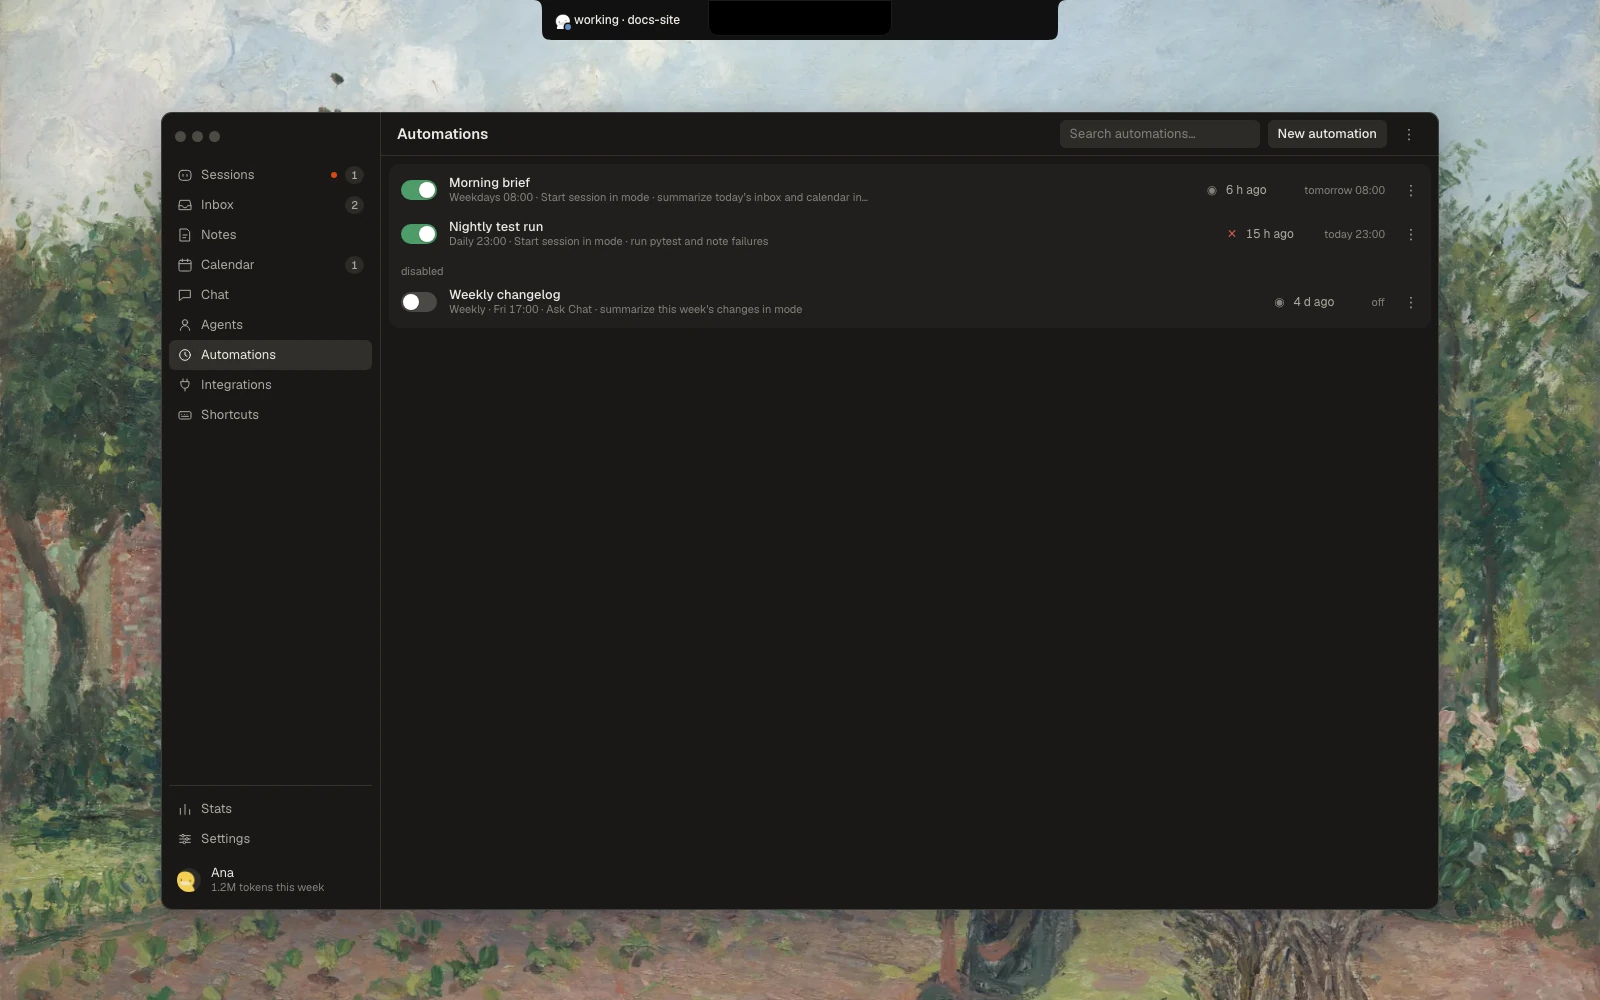 working · docs-site
Automations
Search automations…
New automation
Sessions
1
Inbox
2
Notes
Calendar
1
Chat
Agents
Automations
Integrations
Shortcuts
Stats
Settings
Ana
1.2M tokens this week
Morning brief
Weekdays 08:00 · Start session in mode · summarize today's inbox and calendar in…
6 h ago
tomorrow 08:00
Nightly test run
Daily 23:00 · Start session in mode · run pytest and note failures
15 h ago
today 23:00
disabled
Weekly changelog
Weekly · Fri 17:00 · Ask Chat · summarize this week's changes in mode
4 d ago
off